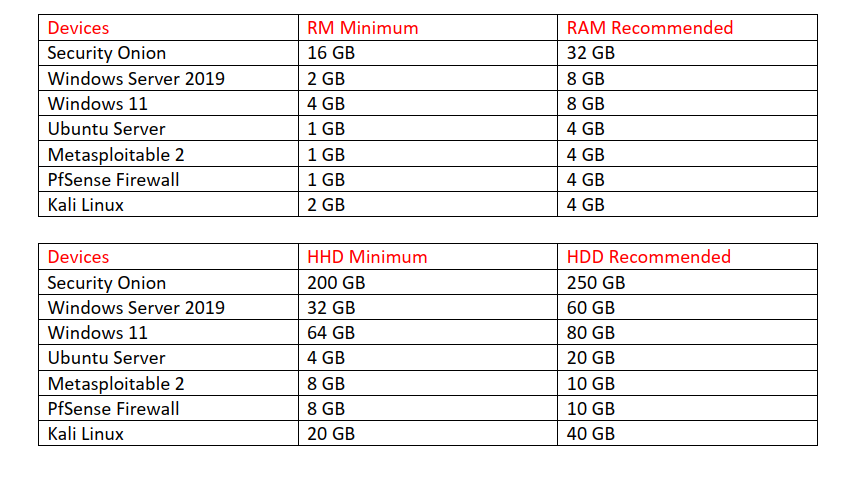 Devices RM Minimum RAM Recommended
Security Onion 16 GB 32 GB
Windows Server 2019 2 GB 8 GB
Windows 11 4 GB 8 GB
Ubuntu Server 1 GB 4 GB
Metasploitable 2 1 GB 4 GB
PfSense Firewall 1 GB 4 GB
Kali Linux 2 GB 4 GB
Devices HHD Minimum HDD Recommended
Security Onion 200 GB 250 GB
Windows Server 2019 32 GB 60 GB
Windows 11 64 GB 80 GB
Ubuntu Server 4 GB 20 GB
Metasploitable 2 8 GB 10 GB
PfSense Firewall 8 GB 10 GB
Kali Linux 20 GB 40 GB